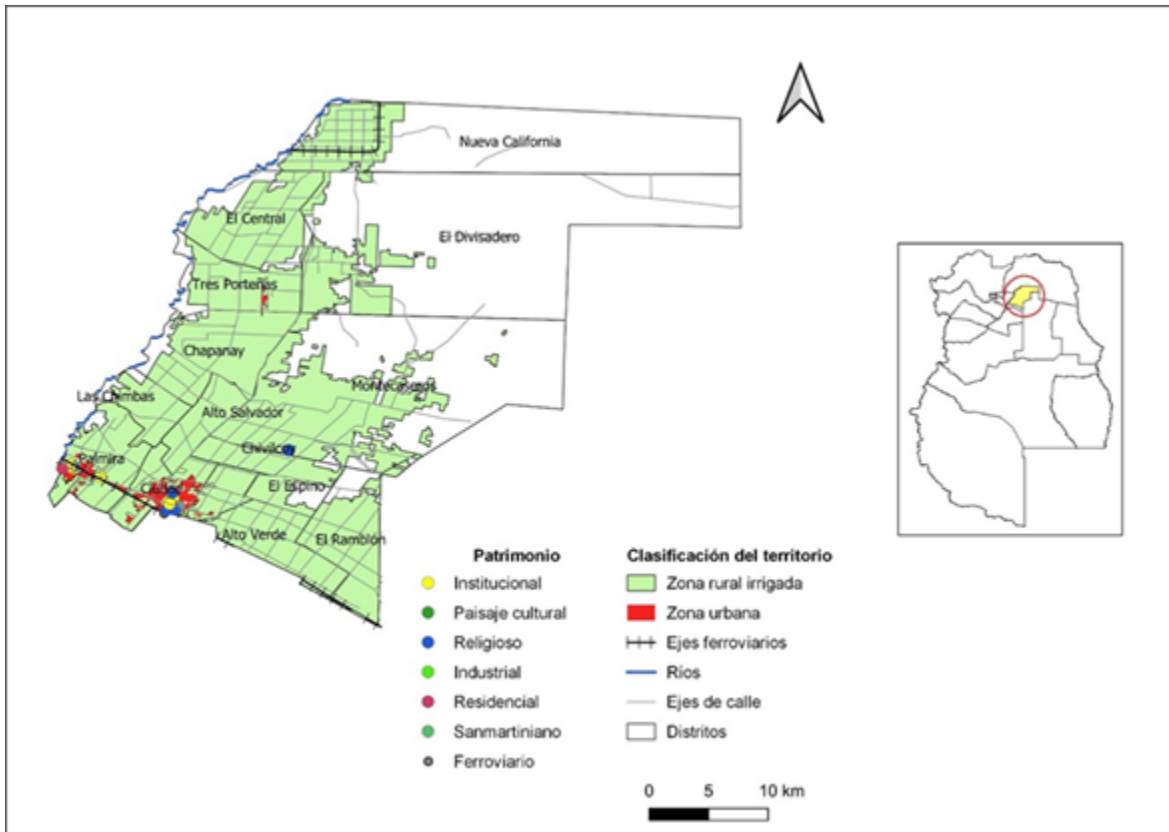 Nueva California
El Central
El Divisadero
Tres Porteñas
Chapanay
Montecaseros
Las Chimbas
Alto Salvador
Chivilcoy
Palmira
Ciudad
El Espino
Alto Verde
El Ramblón
Patrimonio
Institucional
Paisaje cultural
Religioso
Industrial
Residencial
Sanmartiniano
Ferroviario
Clasificación del territorio
Zona rural irrigada
Zona urbana
Ejes ferroviarios
Ríos
Ejes de calle
Distritos
0 5 10 km